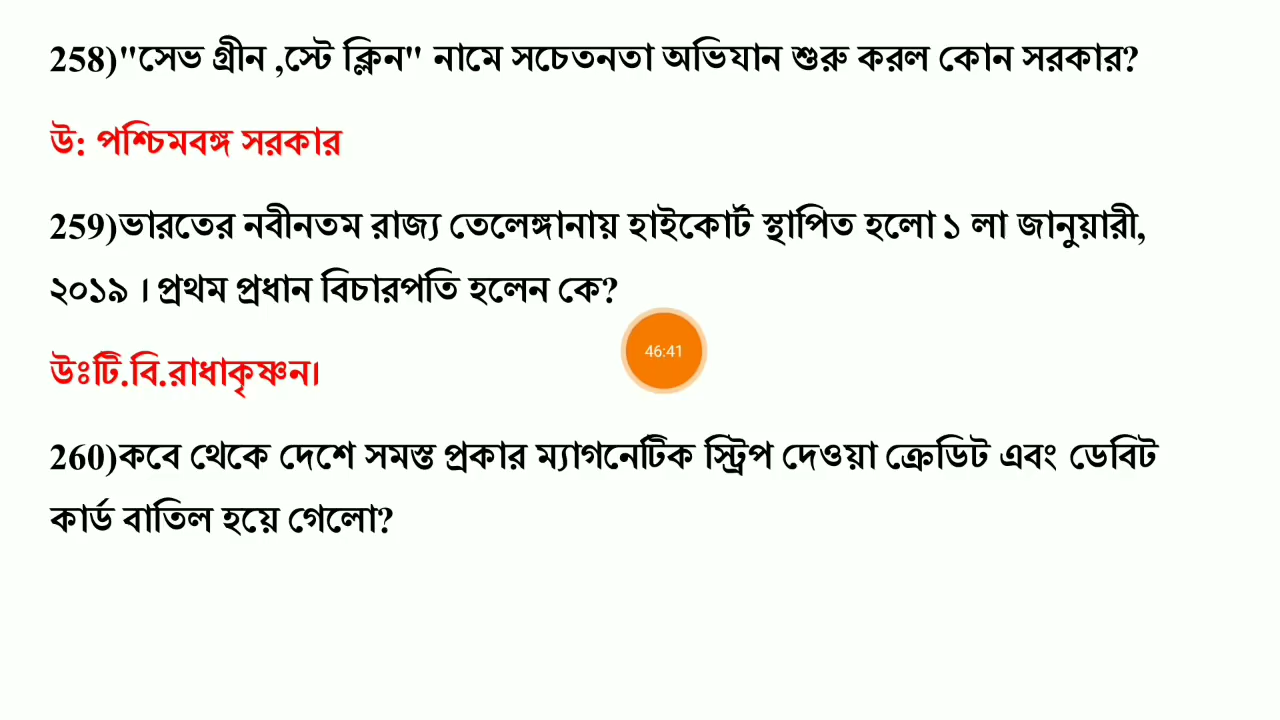 258)"সেভ গ্রীন ,স্টে ক্লিন" নামে সচেতনতা অভিযান শুরু করল কোন সরকার?
উ: পশ্চিমবঙ্গ সরকার
259)ভারতের নবীনতম রাজ্য তেলেঙ্গানায় হাইকোর্ট স্থাপিত হলো ১ লা জানুয়ারী,
২০১৯ । প্রথম প্রধান বিচারপতি হলেন কে?
46:41
উঃটি.বি.রাধাকৃষ্ণন।
260)কবে থেকে দেশে সমস্ত প্রকার ম্যাগনেটিক স্ট্রিপ দেওয়া ক্রেডিট এবং ডেবিট
কার্ড বাতিল হয়ে গেলো?